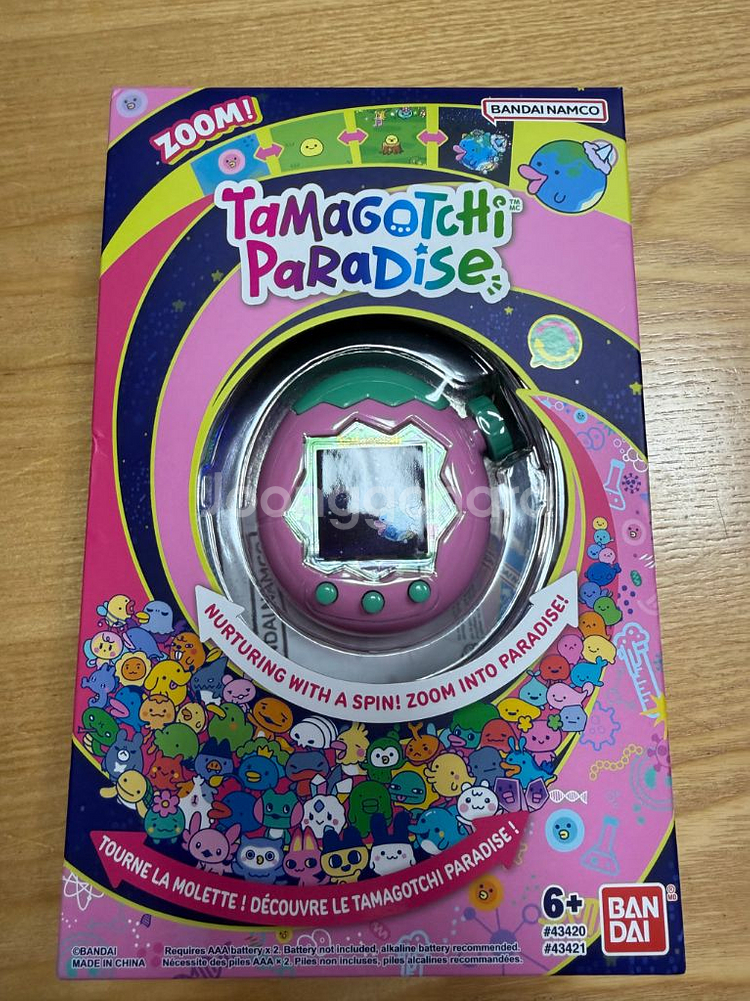 ZOOM!
BANDAI NAMCO
TAMAGOTCHi
TM
MC
PARADiSe
Joonggonara
NURTURING WITH A SPIN! ZOOM INTO PARADISE!
TOURNE LA MOLETTE ! DÉCOUVRE LE TAMAGOTCHI PARADISE !
6+
#43420
#43421
BAN
DAI
©BANDAI
MADE IN CHINA
Requires AAA battery x 2. Battery not included, alkaline battery recommended.
Nécessite des piles AAA × 2. Piles non incluses, piles alcalines recommandées.